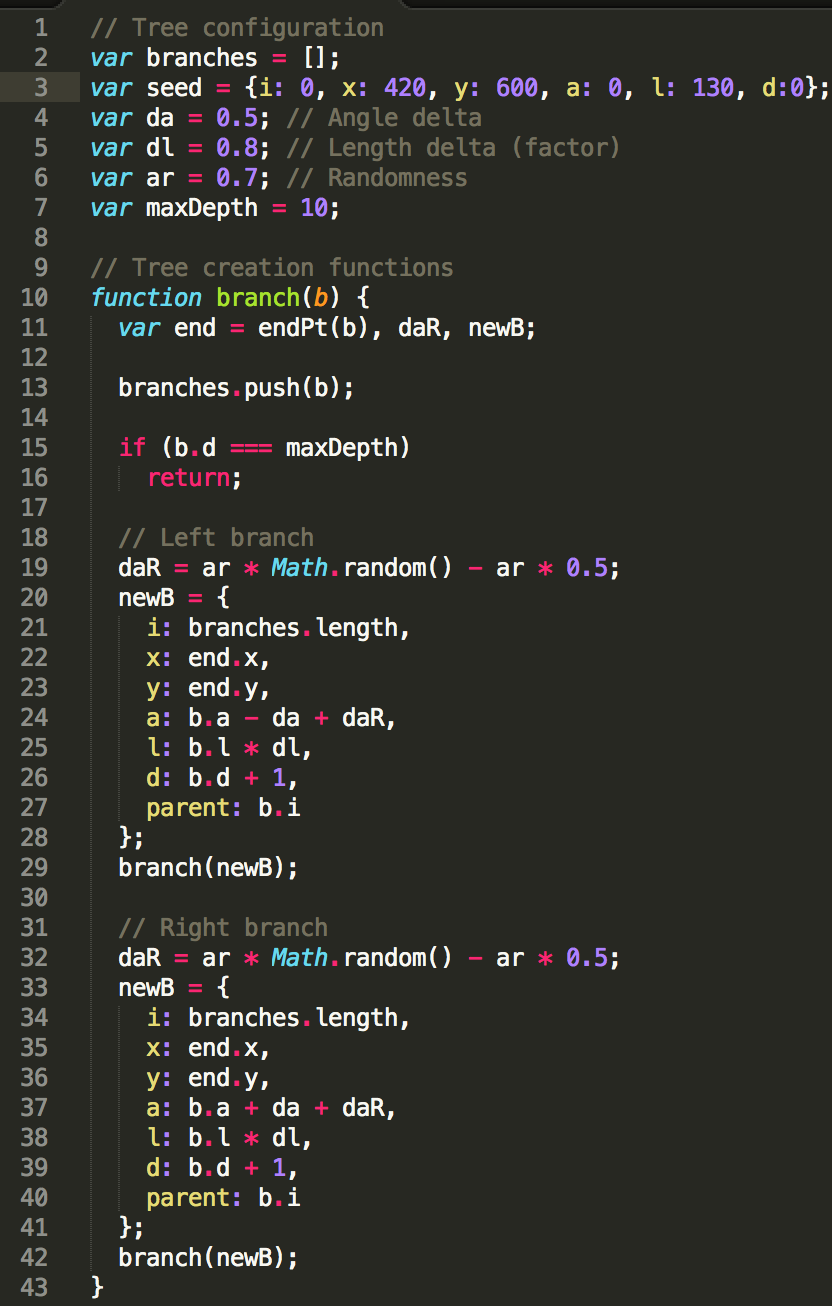 1 // Tree configuration
2 var branches = [];
3 var seed = {i: 0, x: 420, y: 600, a: 0, l: 130, d:0};
4 var da = 0.5; // Angle delta
5 var dl = 0.8; // Length delta (factor)
6 var ar = 0.7; // Randomness
7 var maxDepth = 10;
8
9 // Tree creation functions
10 function branch(b) {
11   var end = endPt(b), daR, newB;
12
13   branches.push(b);
14
15   if (b.d === maxDepth)
16     return;
17
18   // Left branch
19   daR = ar * Math.random() - ar * 0.5;
20   newB = {
21     i: branches.length,
22     x: end.x,
23     y: end.y,
24     a: b.a - da + daR,
25     l: b.l * dl,
26     d: b.d + 1,
27     parent: b.i
28   };
29   branch(newB);
30
31   // Right branch
32   daR = ar * Math.random() - ar * 0.5;
33   newB = {
34     i: branches.length,
35     x: end.x,
36     y: end.y,
37     a: b.a + da + daR,
38     l: b.l * dl,
39     d: b.d + 1,
40     parent: b.i
41   };
42   branch(newB);
43 }